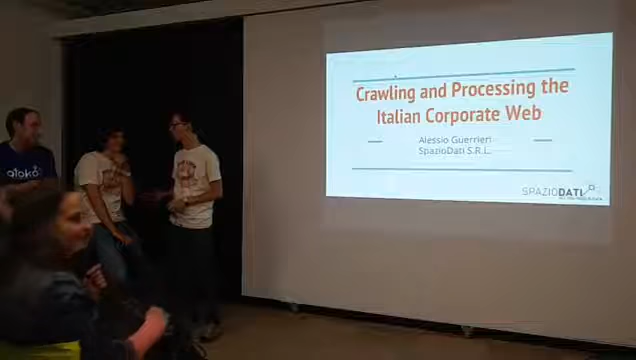 Crawling and Processing the
Italian Corporate Web
Alessio Guerrieri
SpazioDati S.R.L.
SPAZIODATI
atoka